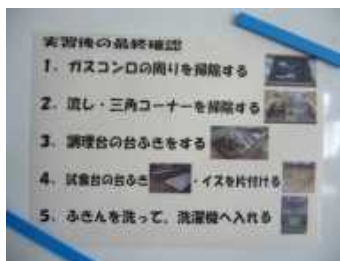 実習後の最終確認
1. ガスコンロの周りを掃除する
2. 流し・三角コーナーを掃除する
3. 調理台の台ふきをする
4. 試食台の台ふき・イスを片付ける
5. ふきんを洗って、洗濯機へ入れる